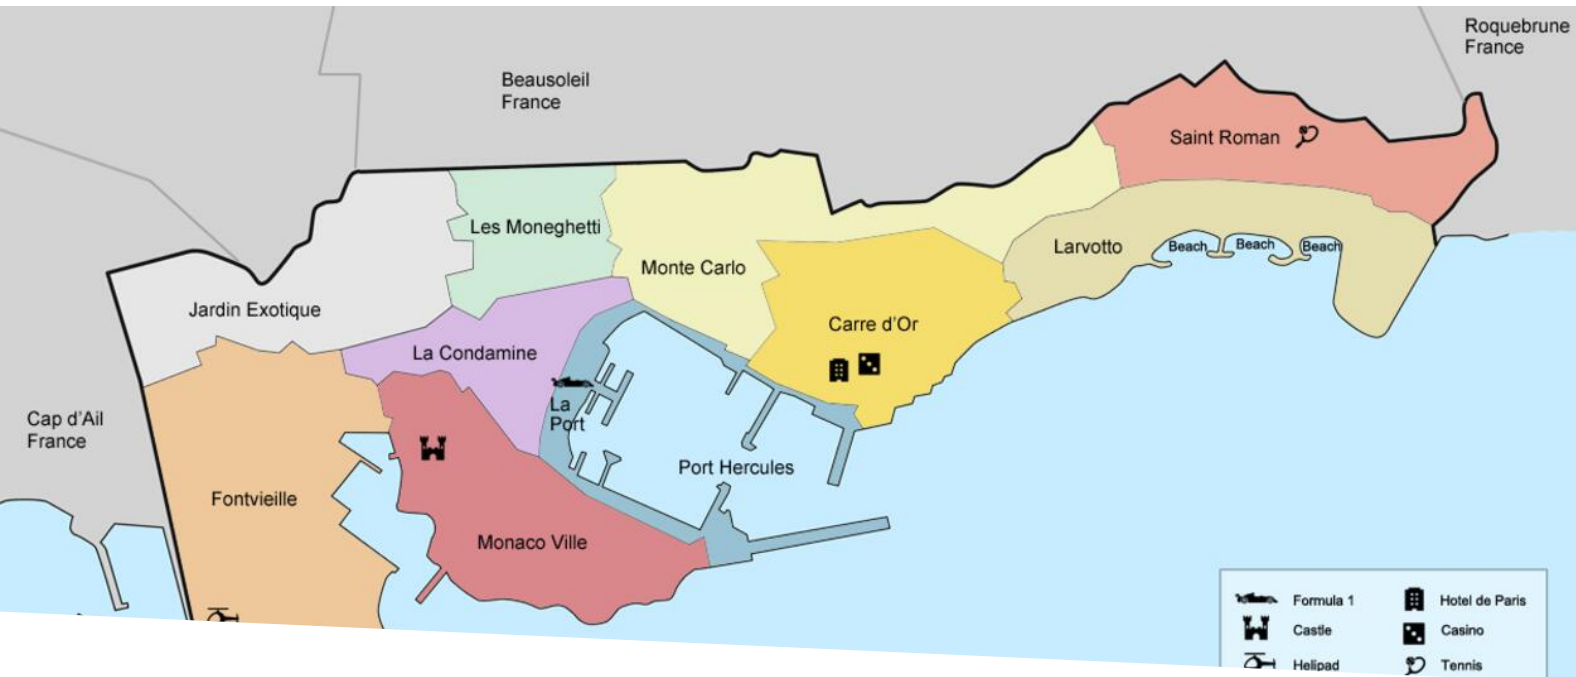 Roquebrune
France
Beausoleil
France
Saint Roman
Les Moneghetti
Larvotto
Beach
Beach
Beach
Monte Carlo
Jardin Exotique
Carre d'Or
La Condamine
La
Port
Cap d'Ail
France
Port Hercules
Fontvieille
Monaco Ville
Formula 1
Hotel de Paris
Castle
Casino
Helipad
Tennis